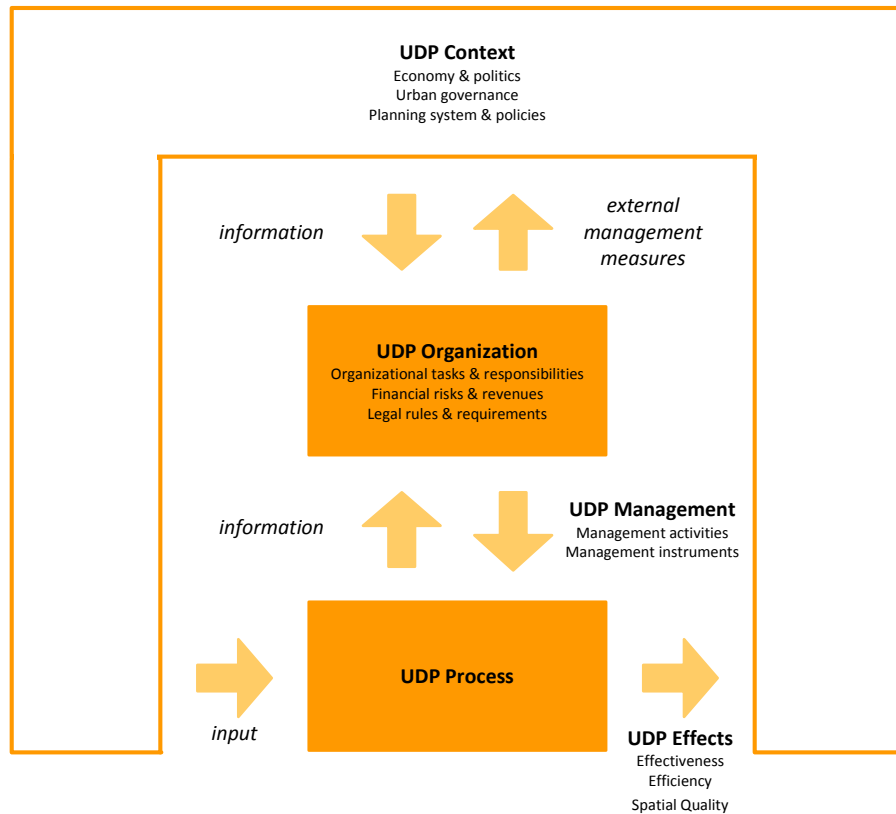 UDP Context
Economy & politics
Urban governance
Planning system & policies
information
external
management
measures
UDP Organization
Organizational tasks & responsibilities
Financial risks & revenues
Legal rules & requirements
information
UDP Management
Management activities
Management instruments
UDP Process
input
UDP Effects
Effectiveness
Efficiency
Spatial Quality